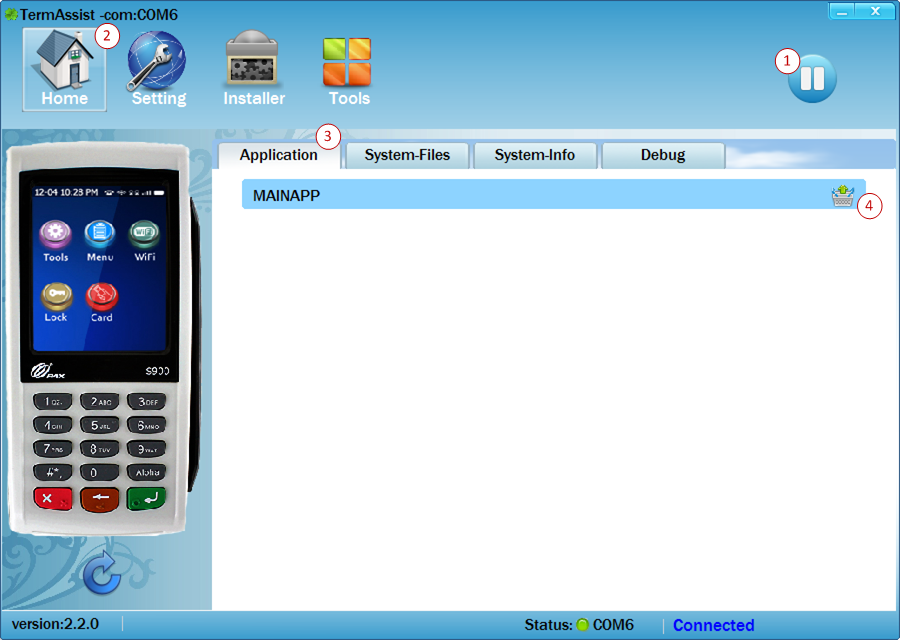 TermAssist -com:COM6
1
2
Home
Setting
Installer
Tools
3
Application
System-Files
System-Info
Debug
MAINAPP
4
12-04 10:23 PM
Tools
Menu
WiFi
WiFi
Lock
Card
PAX
S900
1 QZ.
2 ABC
3 DEF
4 GHI
5 JKL
6 MNO
7 PRS
8 TUV
9 WXY
#*,
0
Alpha
version:2.2.0
Status:
COM6
Connected